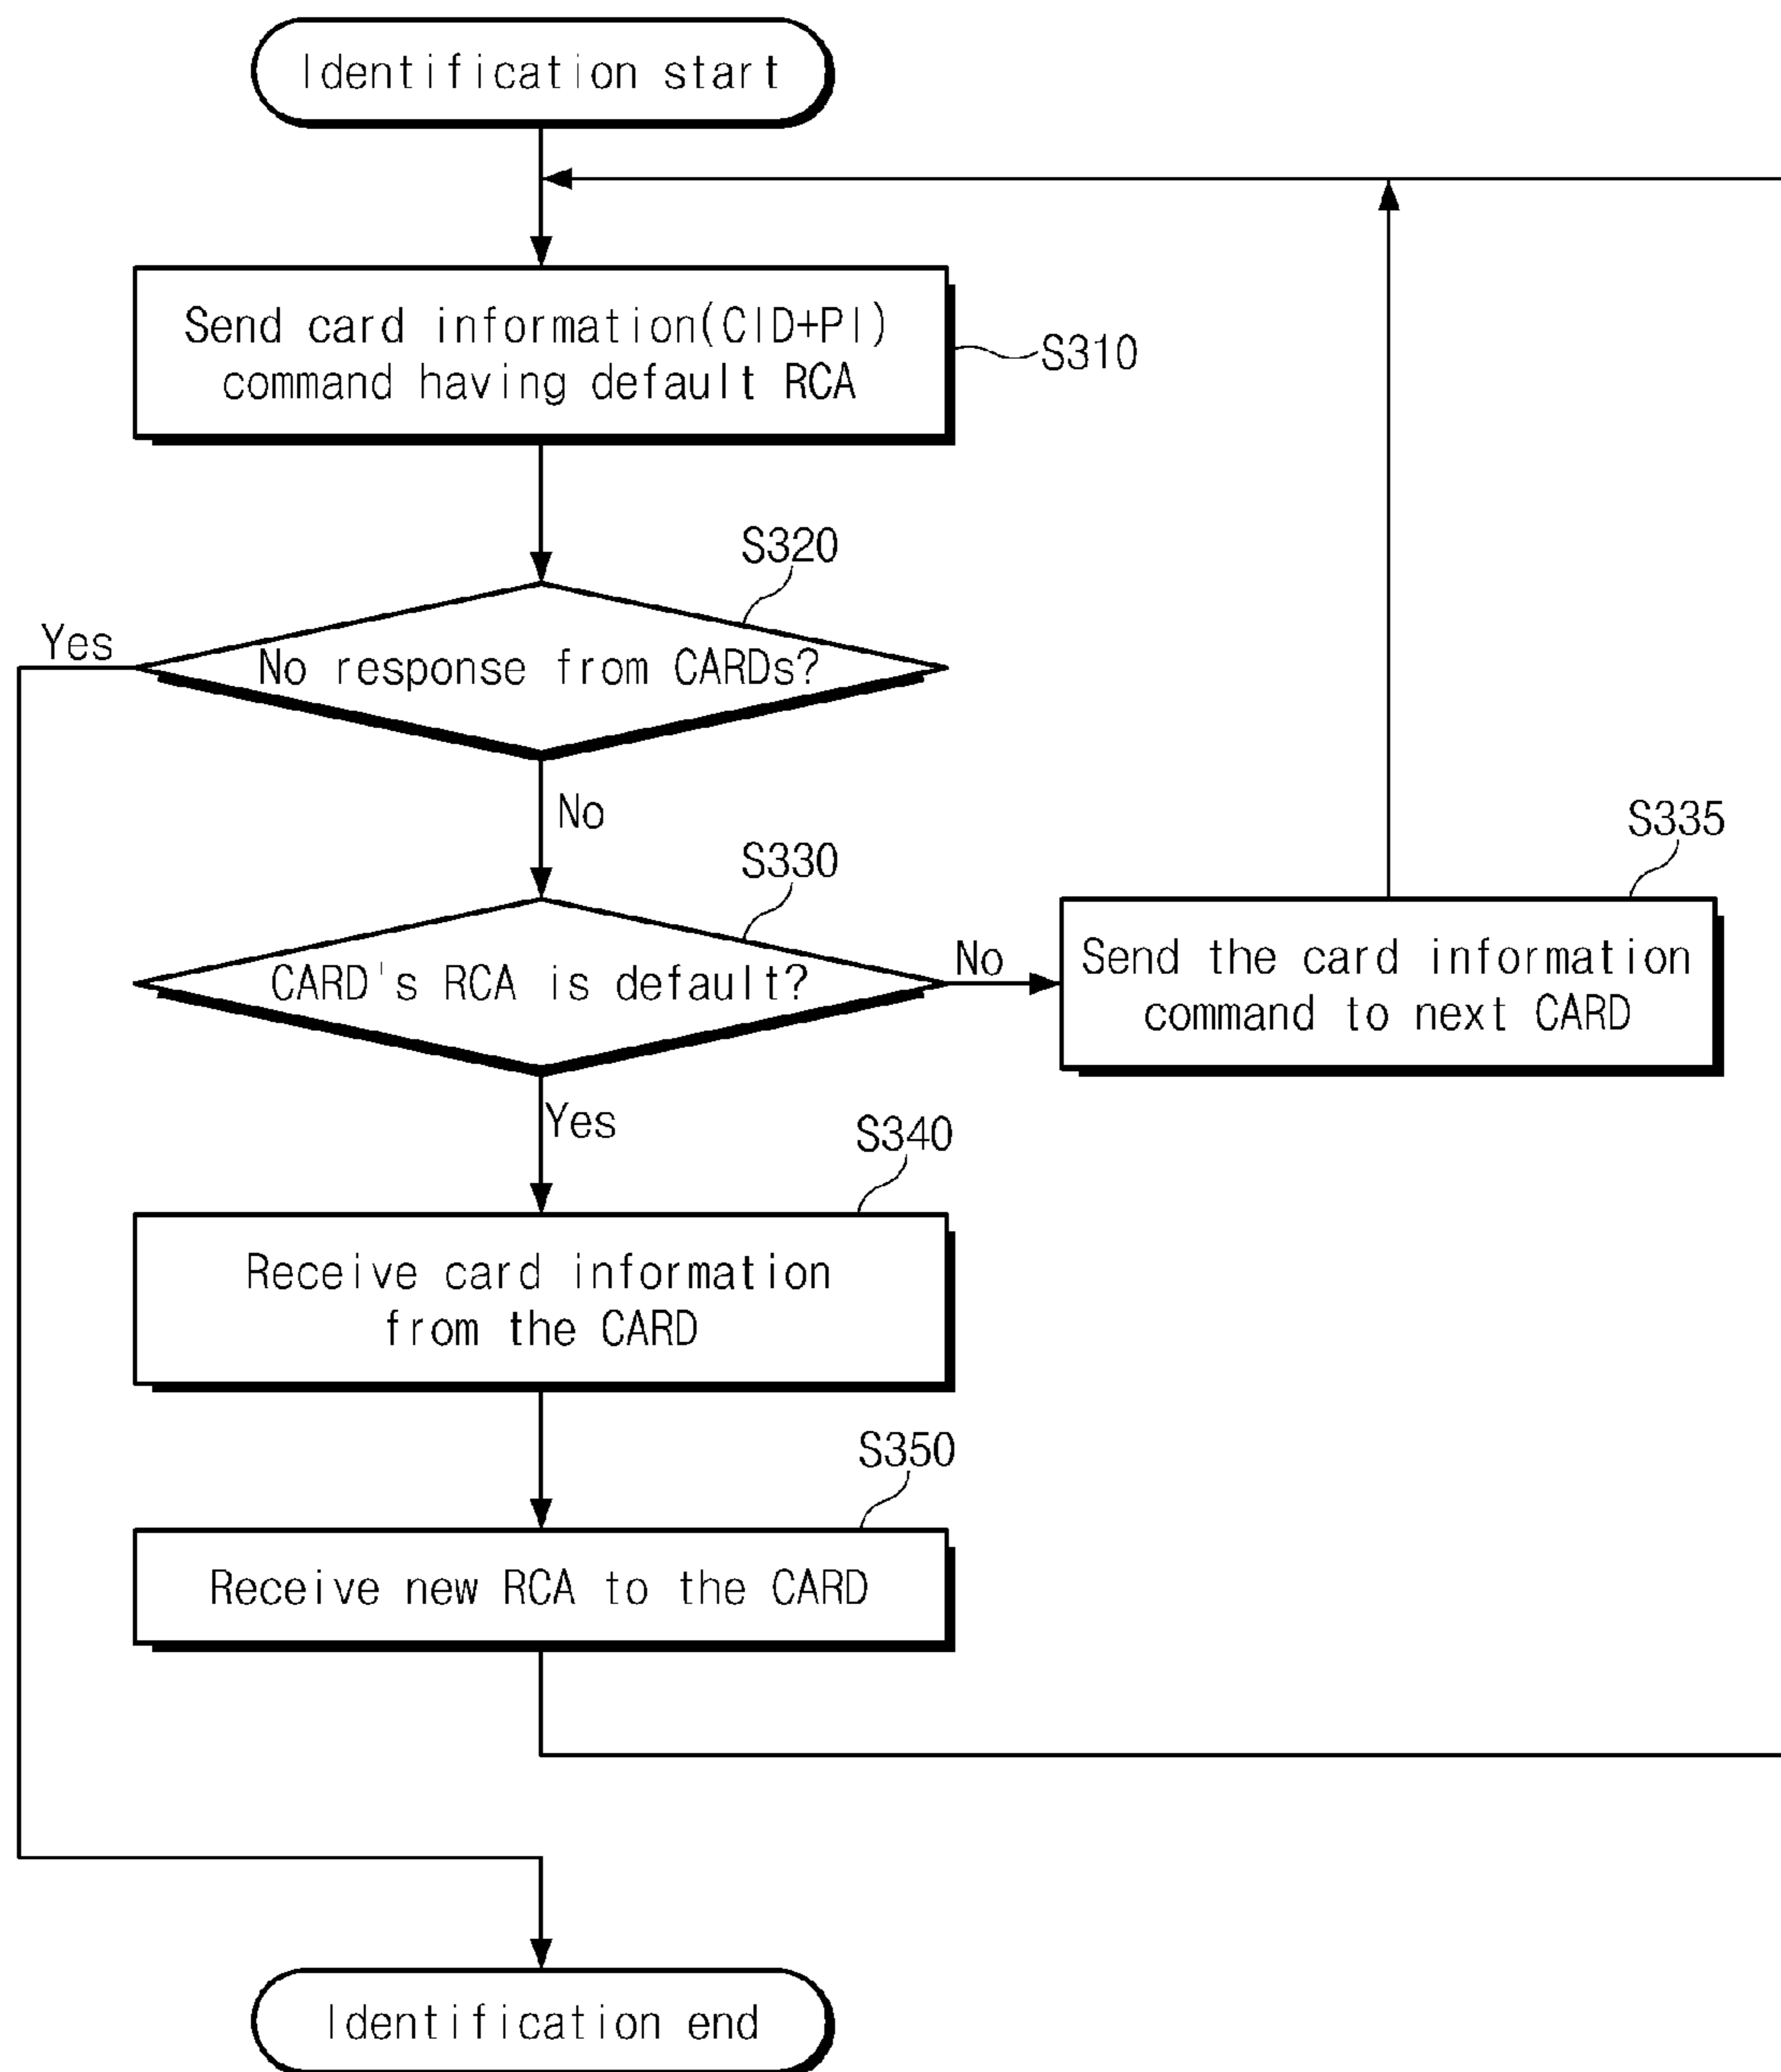 Identification start
Send card information(CID+PI)
command having default RCA
S310
S320
Yes
No response from CARDs?
No
S330
S335
CARD's RCA is default?
No
Send the card information
command to next CARD
Yes
S340
Receive card information
from the CARD
S350
Receive new RCA to the CARD
Identification end